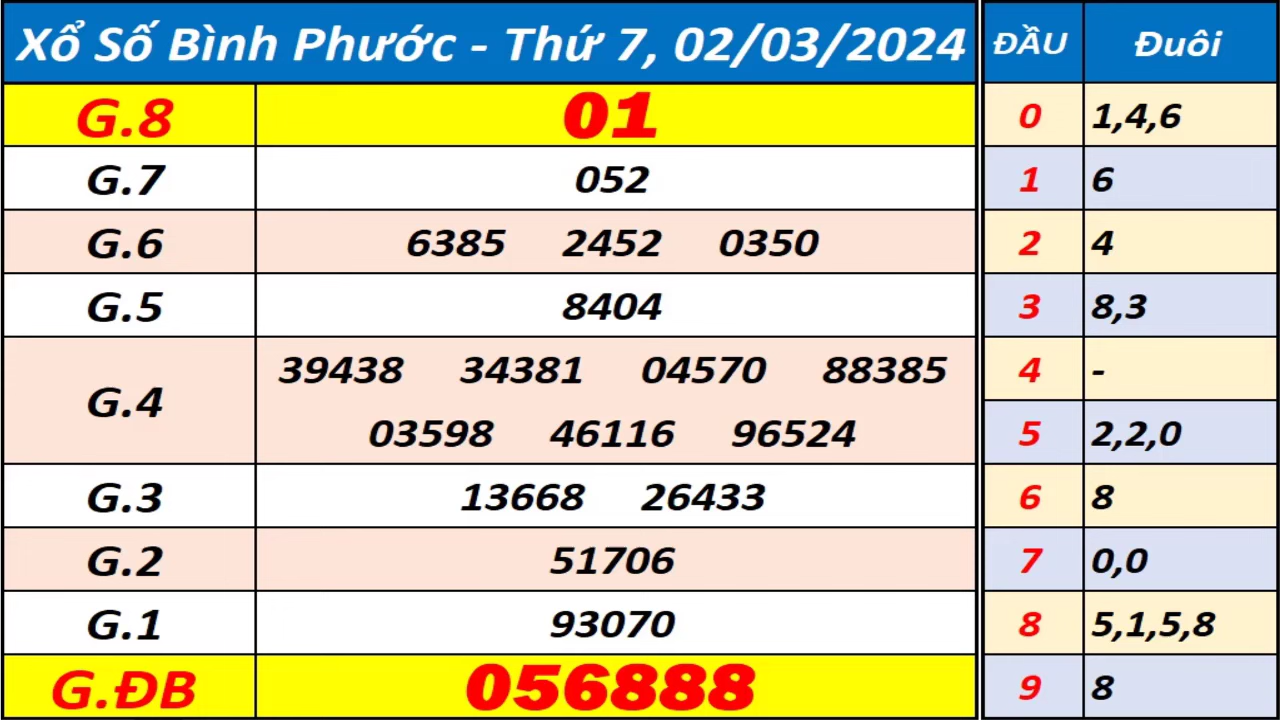 Xổ Số Bình Phước - Thứ 7, 02/03/2024 ĐẦU Đuôi
G.8 01 0 1,4,6
G.7 052 1 6
G.6 6385 2452 0350 2 4
G.5 8404 3 8,3
G.4 39438 34381 04570 88385 4 -
03598 46116 96524 5 2,2,0
G.3 13668 26433 6 8
G.2 51706 7 0,0
G.1 93070 8 5,1,5,8
G.ĐB 056888 9 8